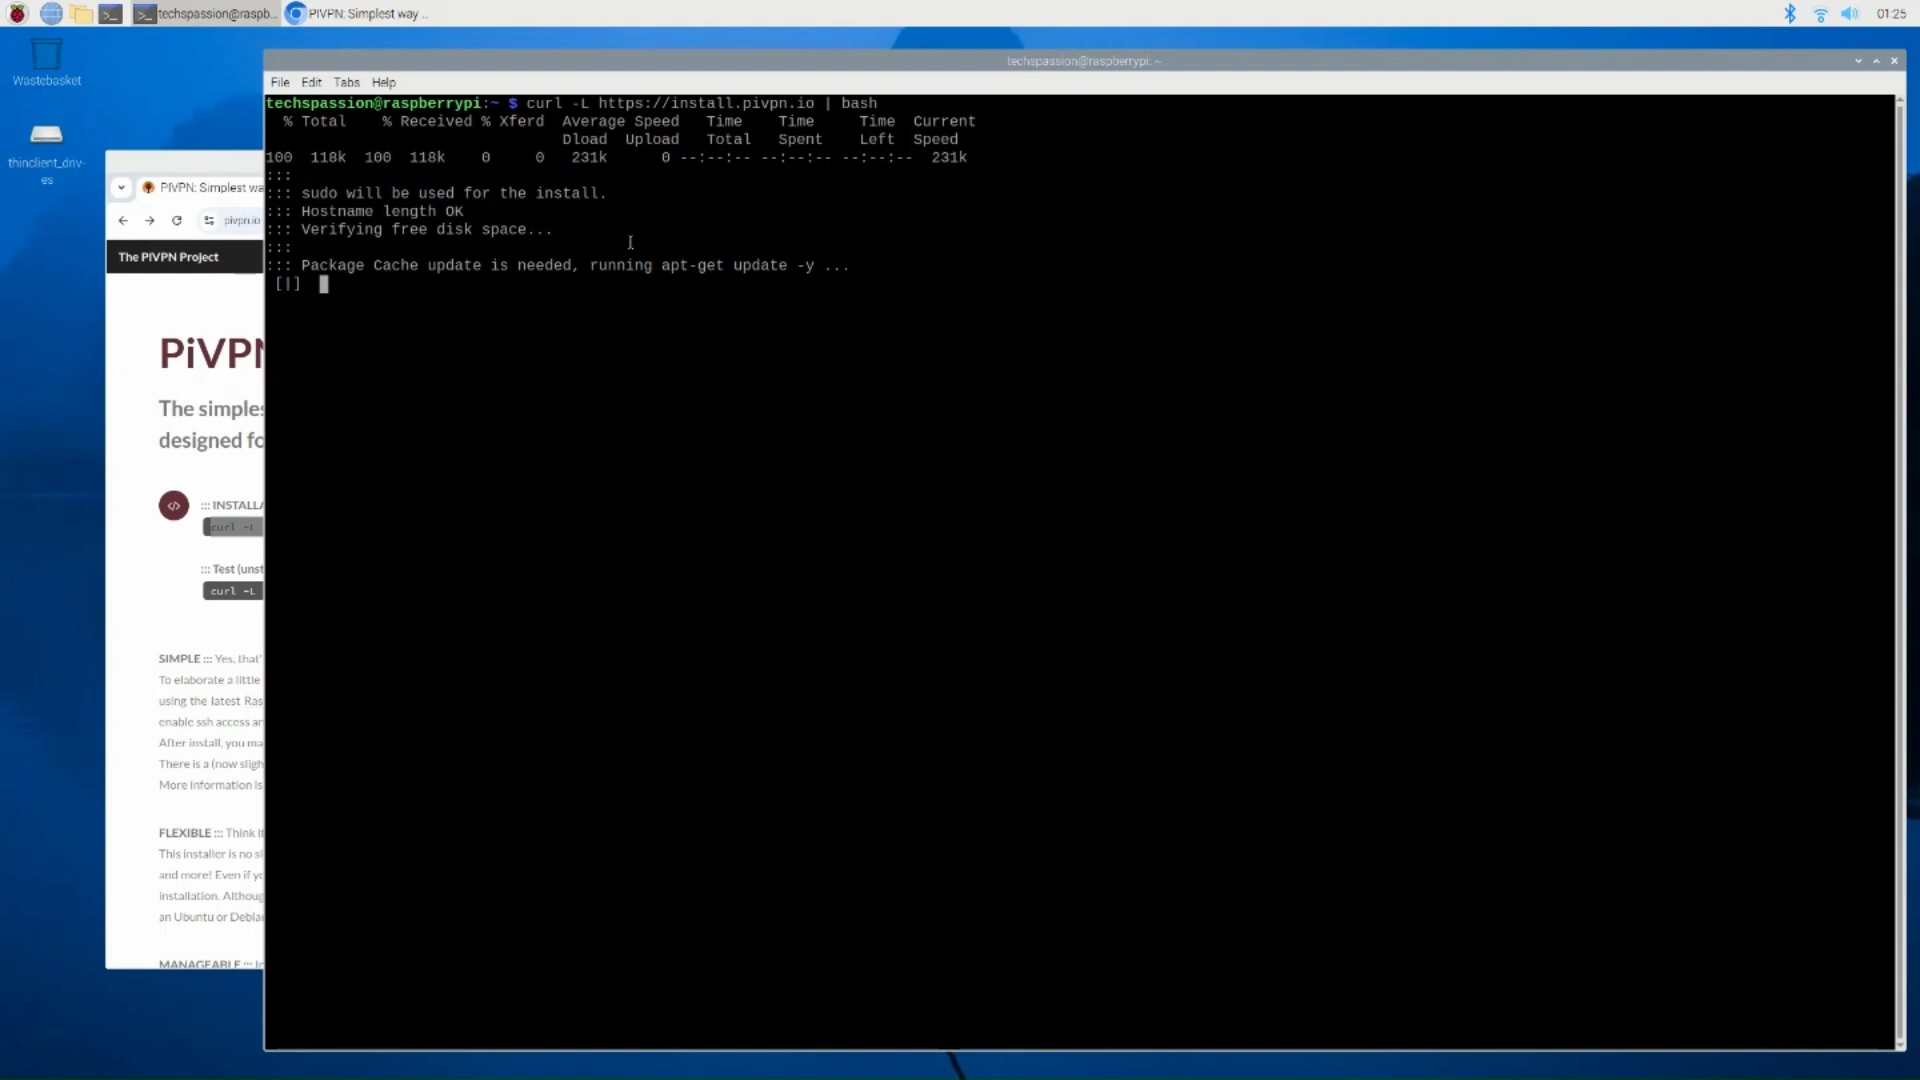 techspassion@raspb...
PIVPN: Simplest way ...
01:25
Wastebasket
thinclient_driv-
es
techspassion@raspberrypi: ~
File Edit Tabs Help
techspassion@raspberrypi:~ $ curl -L https://install.pivpn.io | bash
% Total % Received % Xferd Average Speed Time Time Time Current
Dload Upload Total Spent Left Speed
100 118k 100 118k 0 0 231k 0 --:--:-- --:--:-- --:--:-- 231k
:::
::: sudo will be used for the install.
::: Hostname length OK
::: Verifying free disk space...
:::
::: Package Cache update is needed, running apt-get update -y ...
[|]
PIVPN: Simplest wa
pivpn.io
The PIVPN Project
PiVPN
The simples
designed fo
::: INSTALLA
curl -L
::: Test (unst
curl -L
SIMPLE ::: Yes, that'
To elaborate a little
using the latest Ras
enable ssh access an
After install, you ma
There is a (now sligh
More information is
FLEXIBLE ::: Think it
This installer is no sl
and more! Even if yo
installation. Althoug
an Ubuntu or Debia
MANAGEABLE :::